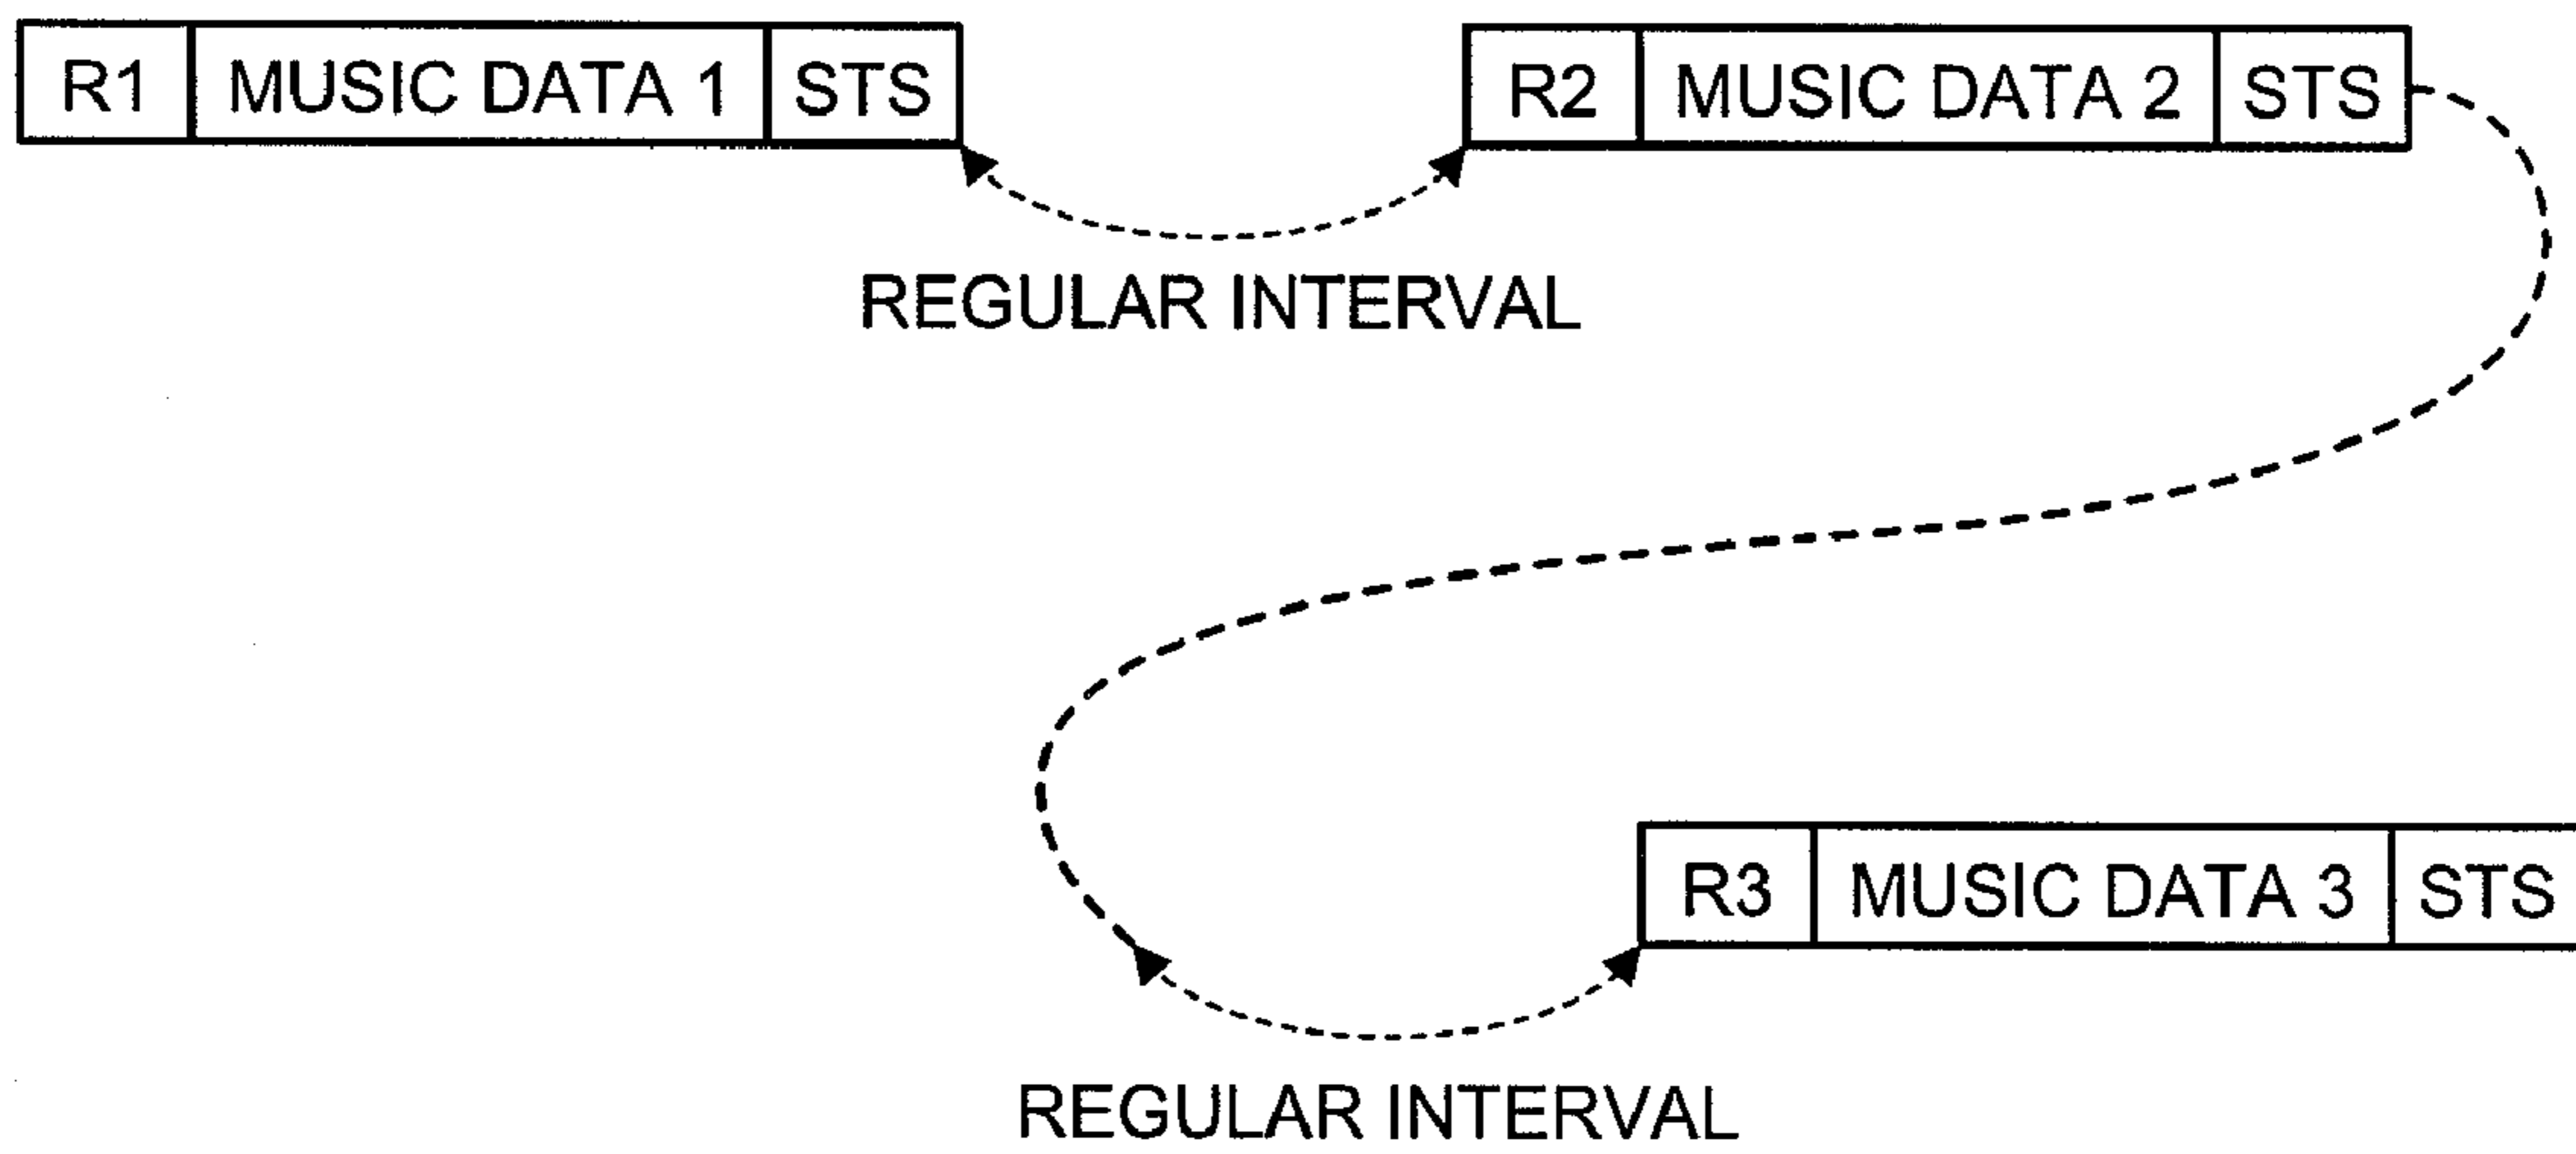 R1 MUSIC DATA 1 STS
R2 MUSIC DATA 2 STS
REGULAR INTERVAL
R3 MUSIC DATA 3 STS
REGULAR INTERVAL